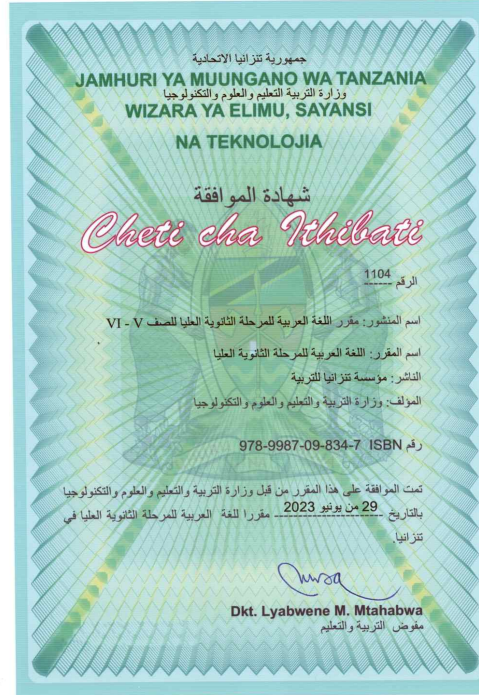 جمهورية تنزانيا الاتحادية
JAMHURI YA MUUNGANO WA TANZANIA
وزارة التربية التعليم والعلوم والتكنولوجيا
WIZARA YA ELIMU, SAYANSI
NA TEKNOLOJIA
شهادة الموافقة
Cheti cha Ithibati
الرقم 1104
اسم المنشور: مقرر اللغة العربية للمرحلة الثانوية العليا للصف V - VI
اسم المقرر: اللغة العربية للمرحلة الثانوية العليا
الناشر: مؤسسة تنزانيا للتربية
المؤلف: وزارة التربية والتعليم والعلوم والتكنولوجيا
رقم ISBN 978-9987-09-834-7
تمت الموافقة على هذا المقرر من قبل وزارة التربية والتعليم والعلوم والتكنولوجيا
بالتاريخ 29 من يونيو 2023 مقررا للغة العربية للمرحلة الثانوية العليا في
تنزانيا.
Dkt. Lyabwene M. Mtahabwa
مفوض التربية والتعليم